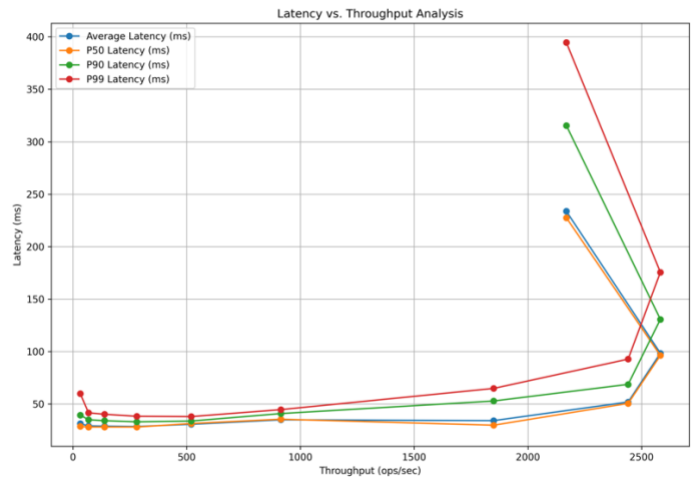 Latency vs. Throughput Analysis
Average Latency (ms)
P50 Latency (ms)
P90 Latency (ms)
P99 Latency (ms)
400
350
300
250
200
150
100
50
Latency (ms)
0 500 1000 1500 2000 2500
Throughput (ops/sec)